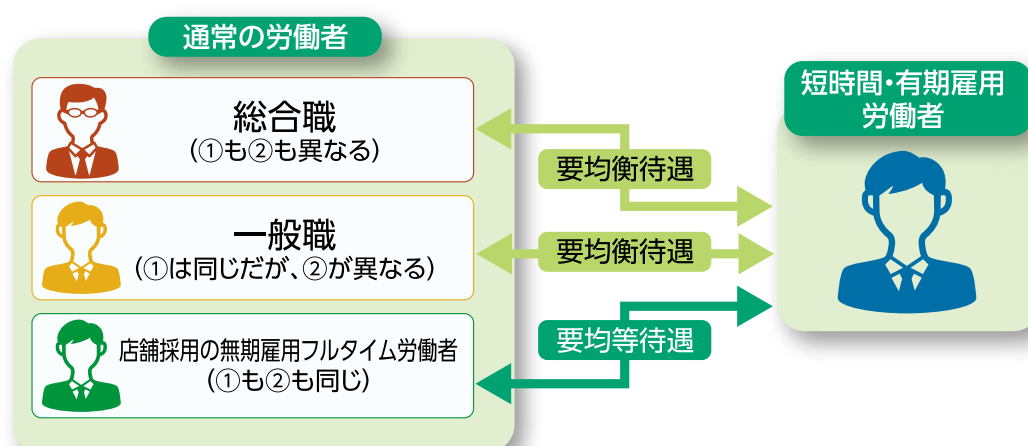 通常の労働者
総合職
(①も②も異なる)
一般職
(①は同じだが、②が異なる)
店舗採用の無期雇用フルタイム労働者
(①も②も同じ)
要均衡待遇
要均衡待遇
要均等待遇
短時間・有期雇用
労働者